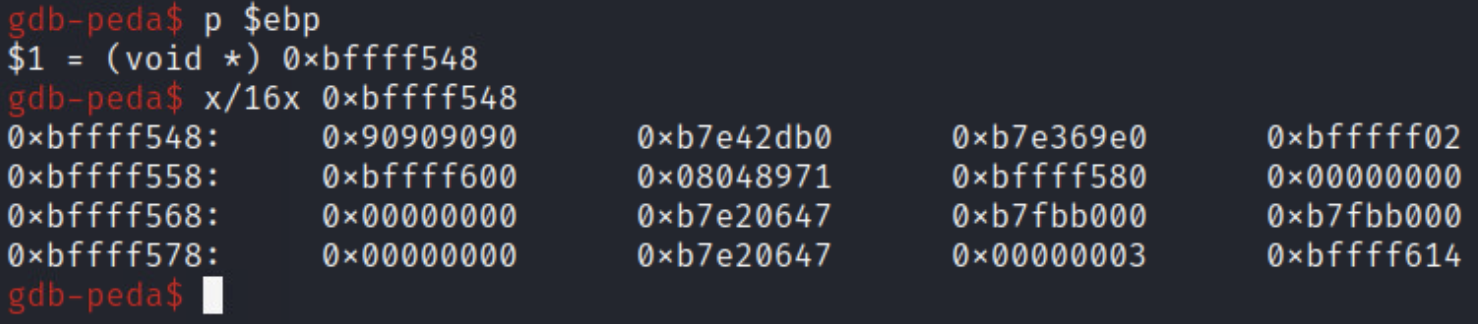 gdb-peda$ p $ebp
$1 = (void *) 0×bffff548
gdb-peda$ x/16x 0×bffff548
0×bffff548: 0×90909090 0×b7e42db0 0×b7e369e0 0×bfffff02
0×bffff558: 0×bffff600 0×08048971 0×bffff580 0×00000000
0×bffff568: 0×00000000 0×b7e20647 0×b7fbb000 0×b7fbb000
0×bffff578: 0×00000000 0×b7e20647 0×00000003 0×bffff614
gdb-peda$